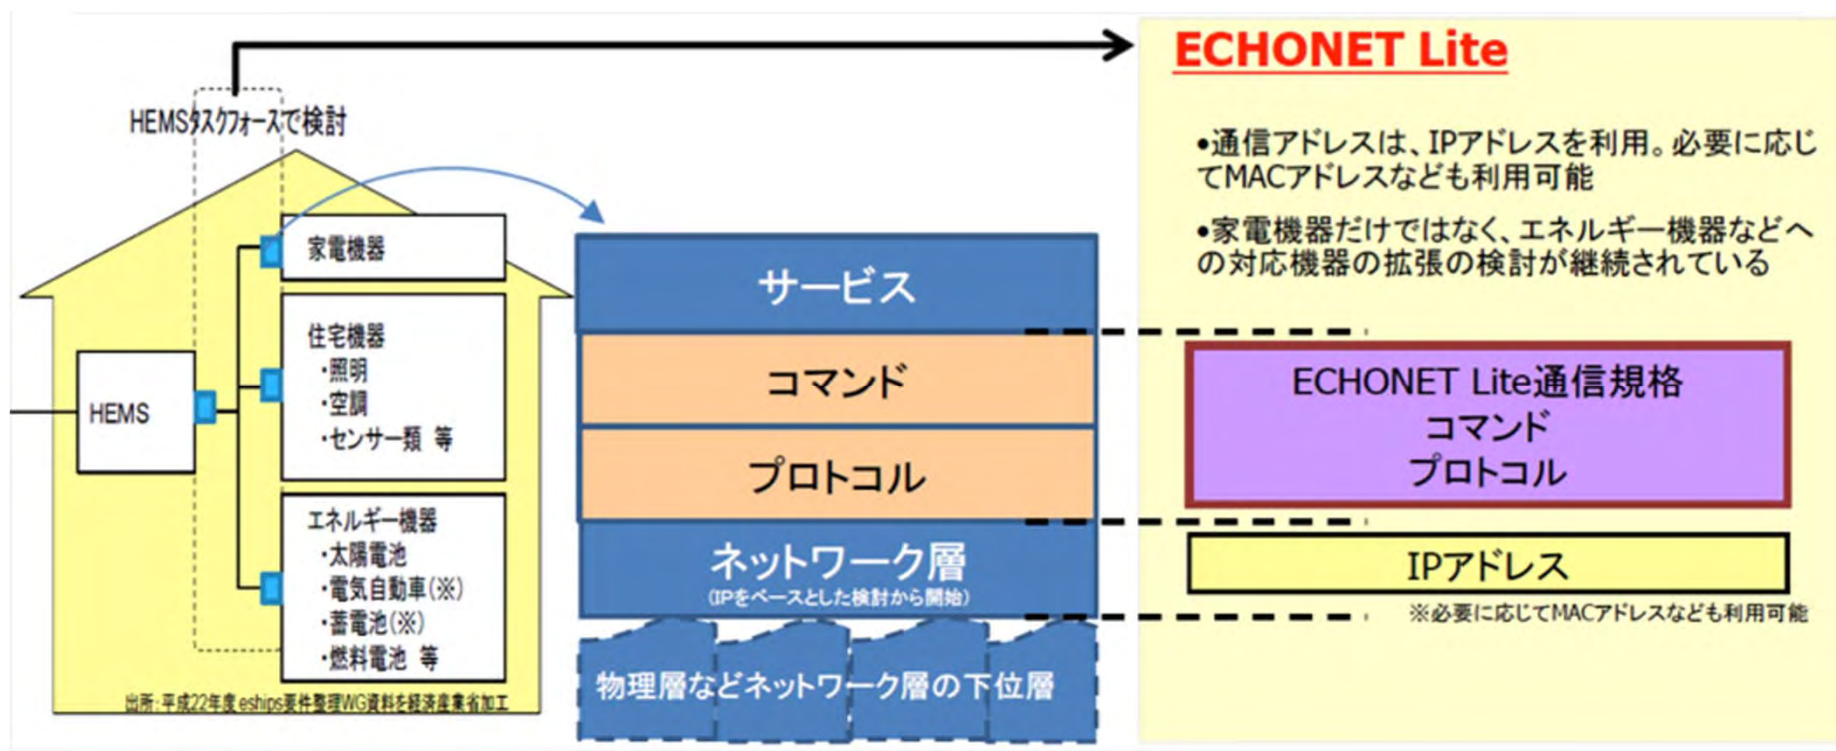 HEMSタスクフォースで検討
家電機器
住宅機器
・照明
・空調
・センサー類 等
HEMS
エネルギー機器
・太陽電池
・電気自動車(※)
・蓄電池(※)
・燃料電池 等
出所:平成22年度 eships要件整理WG資料を経済産業省加工
サービス
コマンド
プロトコル
ネットワーク層
(IPをベースとした検討から開始)
物理層などネットワーク層の下位層
ECHONET Lite
•通信アドレスは、IPアドレスを利用。必要に応じ
てMACアドレスなども利用可能
•家電機器だけではなく、エネルギー機器などへ
の対応機器の拡張の検討が継続されている
ECHONET Lite通信規格
コマンド
プロトコル
IPアドレス
※必要に応じてMACアドレスなども利用可能